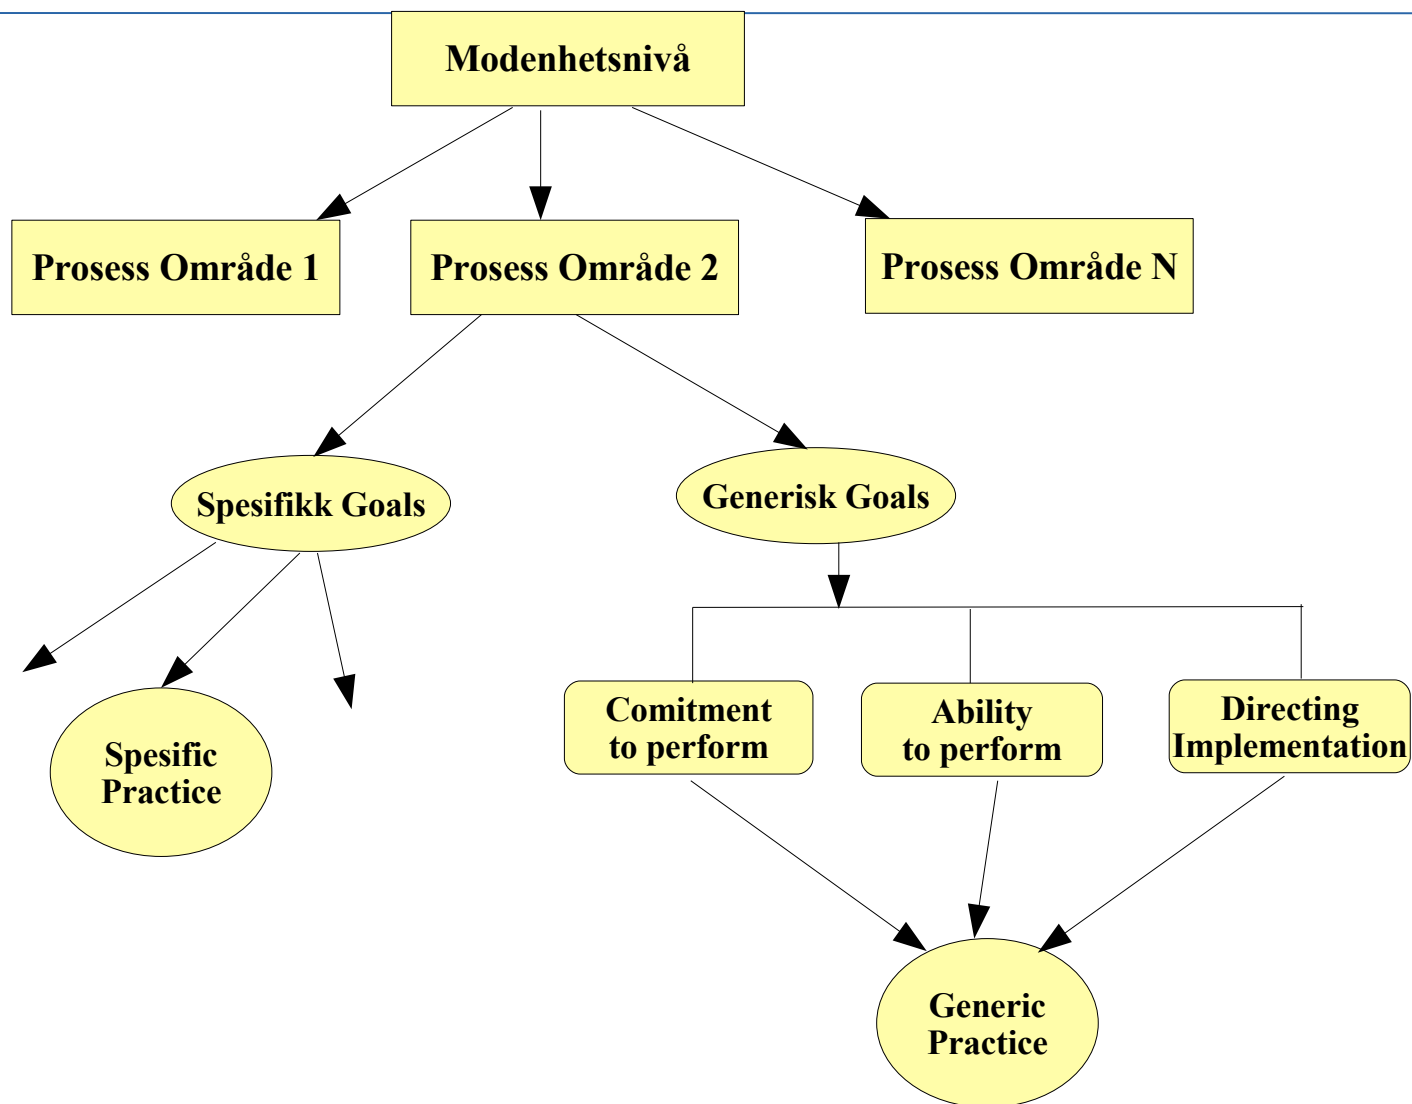 Modenhetsnivå
Prosess Område 1
Prosess Område 2
Prosess Område N
Spesifikk Goals
Generisk Goals
Comitment
to perform
Ability
to perform
Directing
Implementation
Spesific
Practice
Generic
Practice